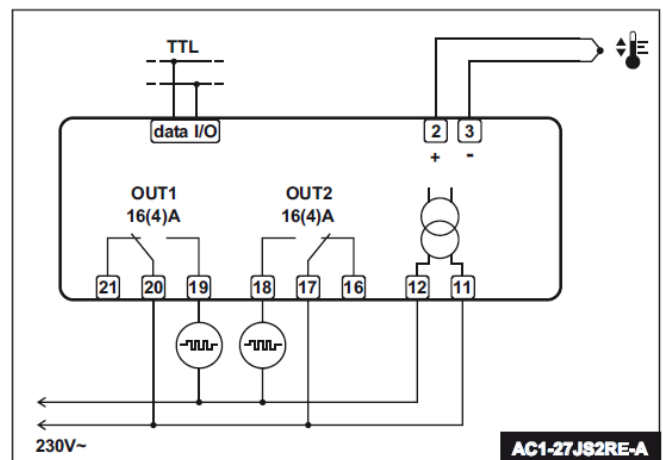 TTL
data I/O
2 3
+ -
OUT1 OUT2
16(4)A 16(4)A
21 20 19 18 17 16 12 11
230V~
AC1-27JS2RE-A